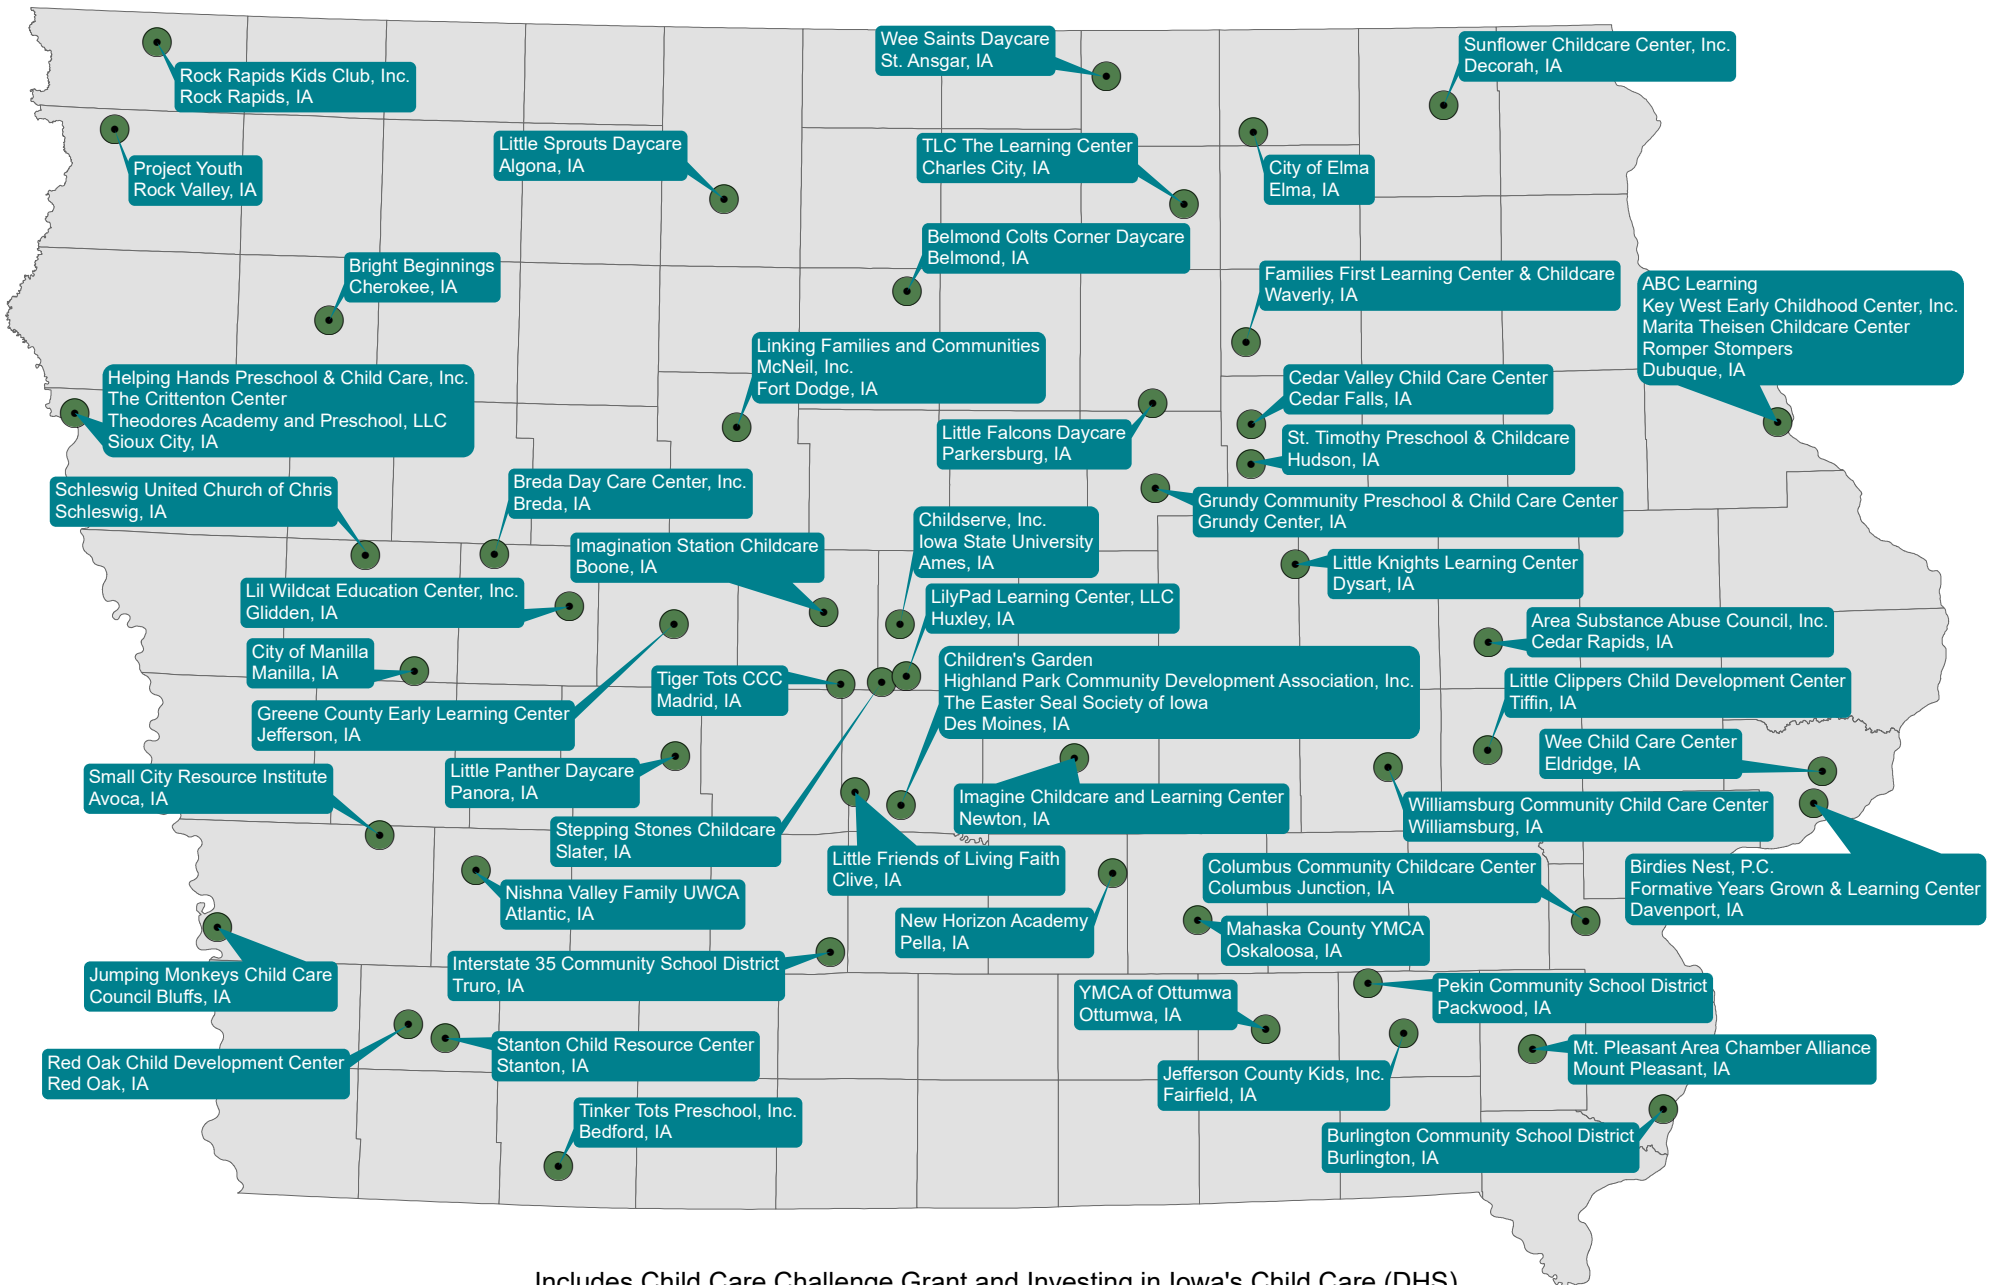 Wee Saints Daycare
St. Ansgar, IA
Sunflower Childcare Center, Inc.
Decorah, IA
Rock Rapids Kids Club, Inc.
Rock Rapids, IA
Little Sprouts Daycare
Algona, IA
TLC The Learning Center
Charles City, IA
Project Youth
Rock Valley, IA
City of Elma
Elma, IA
Belmond Colts Corner Daycare
Belmond, IA
Bright Beginnings
Cherokee, IA
Families First Learning Center & Childcare
Waverly, IA
ABC Learning
Key West Early Childhood Center, Inc.
Marita Theisen Childcare Center
Romper Stompers
Dubuque, IA
Linking Families and Communities
McNeil, Inc.
Fort Dodge, IA
Helping Hands Preschool & Child Care, Inc.
The Crittenton Center
Theodores Academy and Preschool, LLC
Sioux City, IA
Cedar Valley Child Care Center
Cedar Falls, IA
Little Falcons Daycare
Parkersburg, IA
St. Timothy Preschool & Childcare
Hudson, IA
Schleswig United Church of Chris
Schleswig, IA
Breda Day Care Center, Inc.
Breda, IA
Grundy Community Preschool & Child Care Center
Grundy Center, IA
Childserve, Inc.
Iowa State University
Ames, IA
Imagination Station Childcare
Boone, IA
Little Knights Learning Center
Dysart, IA
Lil Wildcat Education Center, Inc.
Glidden, IA
LilyPad Learning Center, LLC
Huxley, IA
Area Substance Abuse Council, Inc.
Cedar Rapids, IA
City of Manilla
Manilla, IA
Children's Garden
Highland Park Community Development Association, Inc.
The Easter Seal Society of Iowa
Des Moines, IA
Tiger Tots CCC
Madrid, IA
Little Clippers Child Development Center
Tiffin, IA
Greene County Early Learning Center
Jefferson, IA
Wee Child Care Center
Eldridge, IA
Little Panther Daycare
Panora, IA
Small City Resource Institute
Avoca, IA
Imagine Childcare and Learning Center
Newton, IA
Williamsburg Community Child Care Center
Williamsburg, IA
Stepping Stones Childcare
Slater, IA
Little Friends of Living Faith
Clive, IA
Columbus Community Childcare Center
Columbus Junction, IA
Birdies Nest, P.C.
Formative Years Grown & Learning Center
Davenport, IA
Nishna Valley Family UWCA
Atlantic, IA
New Horizon Academy
Pella, IA
Mahaska County YMCA
Oskaloosa, IA
Interstate 35 Community School District
Truro, IA
Jumping Monkeys Child Care
Council Bluffs, IA
Pekin Community School District
Packwood, IA
YMCA of Ottumwa
Ottumwa, IA
Stanton Child Resource Center
Stanton, IA
Mt. Pleasant Area Chamber Alliance
Mount Pleasant, IA
Red Oak Child Development Center
Red Oak, IA
Jefferson County Kids, Inc.
Fairfield, IA
Tinker Tots Preschool, Inc.
Bedford, IA
Burlington Community School District
Burlington, IA
Includes Child Care Challenge Grant and Investing in Iowa's Child Care (DHS)